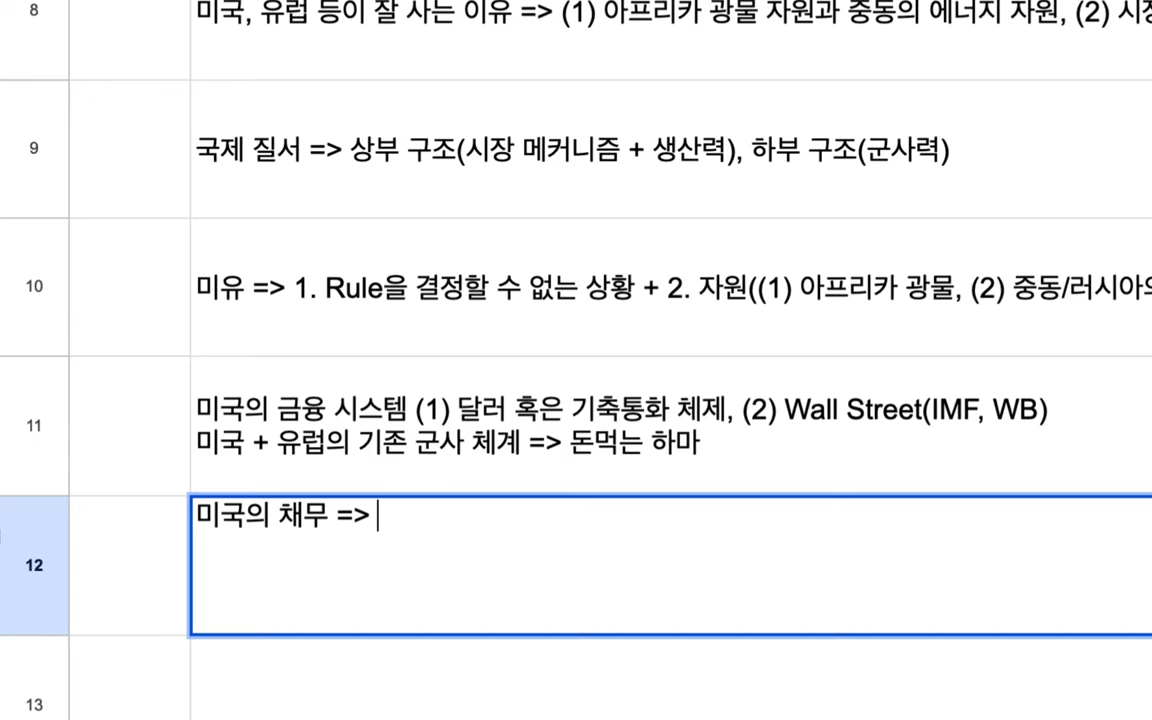 8
미국, 유럽 등이 잘 사는 이유 => (1) 아프리카 광물 자원과 중동의 에너지 자원, (2)
9
국제 질서 => 상부 구조(시장 메커니즘 + 생산력), 하부 구조(군사력)
10
미유 => 1. Rule을 결정할 수 없는 상황 + 2. 자원((1) 아프리카 광물, (2) 중동/러시아의
11
미국의 금융 시스템 (1) 달러 혹은 기축통화 체제, (2) Wall Street(IMF, WB)
미국 + 유럽의 기존 군사 체계 => 돈먹는 하마
12
미국의 채무 =>
13